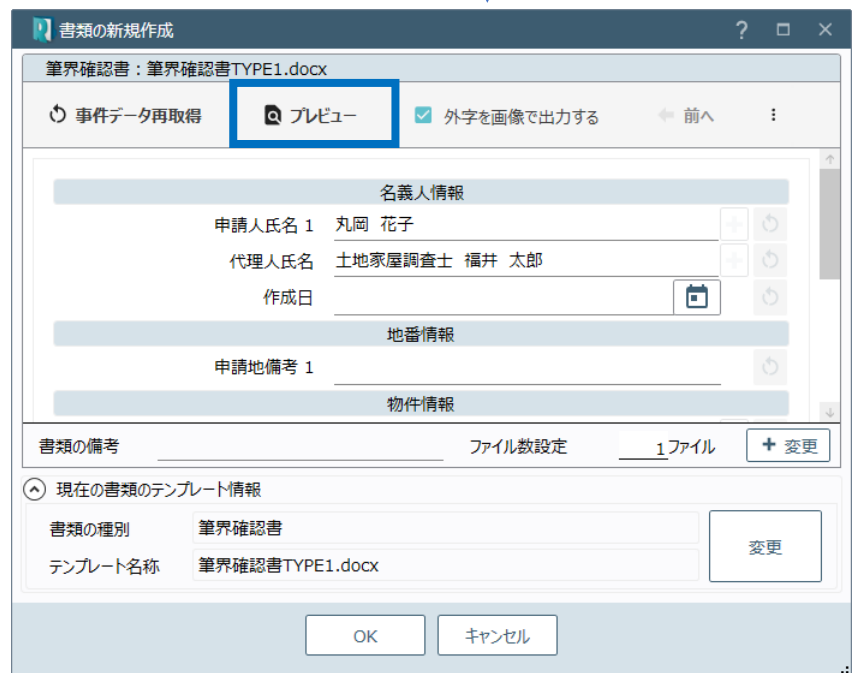 書類の新規作成
筆界確認書：筆界確認書TYPE1.docx
事件データ再取得 プレビュー 外字を画像で出力する 前へ
名義人情報
申請人氏名 1 丸岡 花子
代理人氏名 土地家屋調査士 福井 太郎
作成日
地番情報
申請地備考 1
物件情報
書類の備考 ファイル数設定 1 ファイル + 変更
現在の書類のテンプレート情報
書類の種別 筆界確認書
テンプレート名称 筆界確認書TYPE1.docx
変更
OK キャンセル